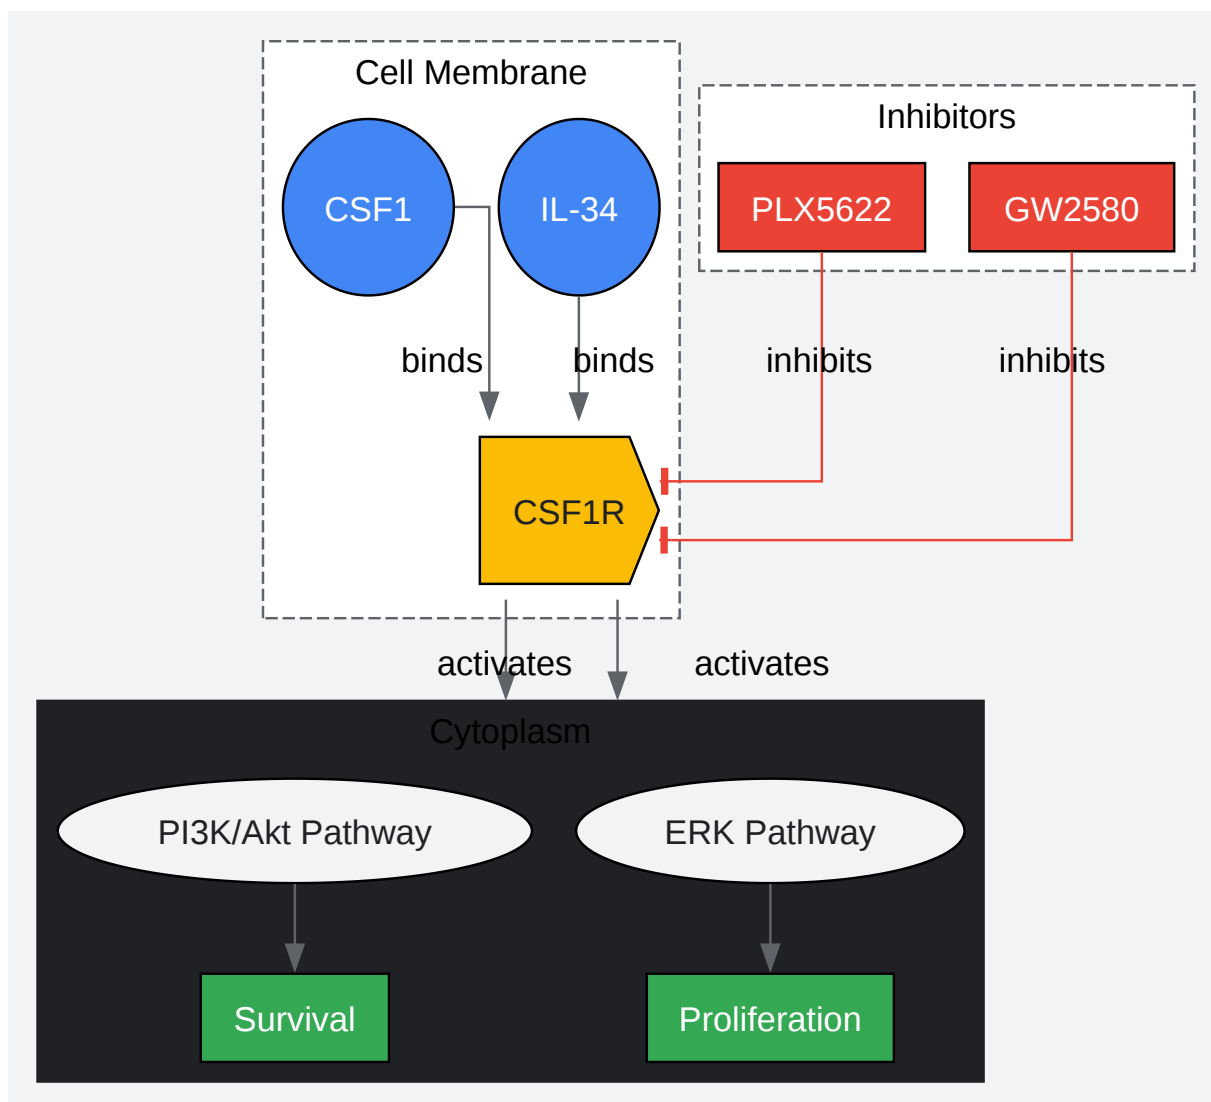 Cell Membrane
Inhibitors
CSF1
IL-34
PLX5622
GW2580
binds
binds
inhibits
inhibits
CSF1R
activates
activates
Cytoplasm
PI3K/Akt Pathway
ERK Pathway
Survival
Proliferation